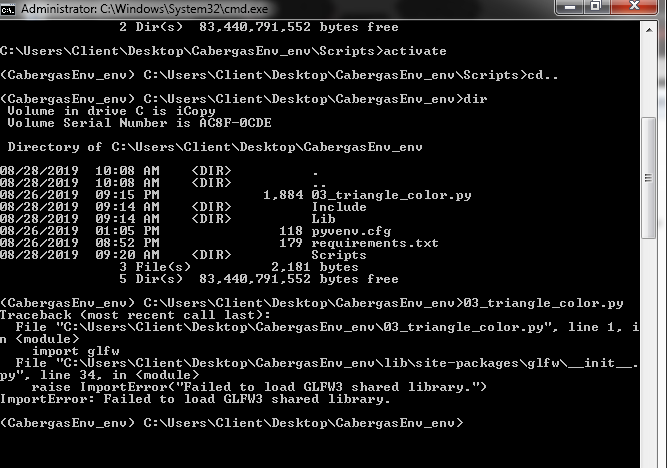 Administrator: C:\Windows\System32\cmd.exe
2 Dir(s)  83,440,791,552 bytes free
C:\Users\Client\Desktop\CabergasEnv_env\Scripts>activate
(CabergasEnv_env) C:\Users\Client\Desktop\CabergasEnv_env\Scripts>cd..
(CabergasEnv_env) C:\Users\Client\Desktop\CabergasEnv_env>dir
 Volume in drive C is iCopy
 Volume Serial Number is AC8F-0CDE
 Directory of C:\Users\Client\Desktop\CabergasEnv_env
08/28/2019  10:08 AM    <DIR>          .
08/28/2019  10:08 AM    <DIR>          ..
08/26/2019  09:15 PM             1,884 03_triangle_color.py
08/28/2019  09:14 AM    <DIR>          Include
08/28/2019  09:14 AM    <DIR>          Lib
08/26/2019  01:05 PM               118 pyvenv.cfg
08/26/2019  08:52 PM               179 requirements.txt
08/28/2019  09:20 AM    <DIR>          Scripts
3 File(s)          2,181 bytes
5 Dir(s)  83,440,791,552 bytes free
(CabergasEnv_env) C:\Users\Client\Desktop\CabergasEnv_env>03_triangle_color.py
Traceback (most recent call last):
  File "C:\Users\Client\Desktop\CabergasEnv_env\03_triangle_color.py", line 1, i
n <module>
    import glfw
  File "C:\Users\Client\Desktop\CabergasEnv_env\lib\site-packages\glfw\__init__.
py", line 34, in <module>
    raise ImportError("Failed to load GLFW3 shared library.")
ImportError: Failed to load GLFW3 shared library.
(CabergasEnv_env) C:\Users\Client\Desktop\CabergasEnv_env>